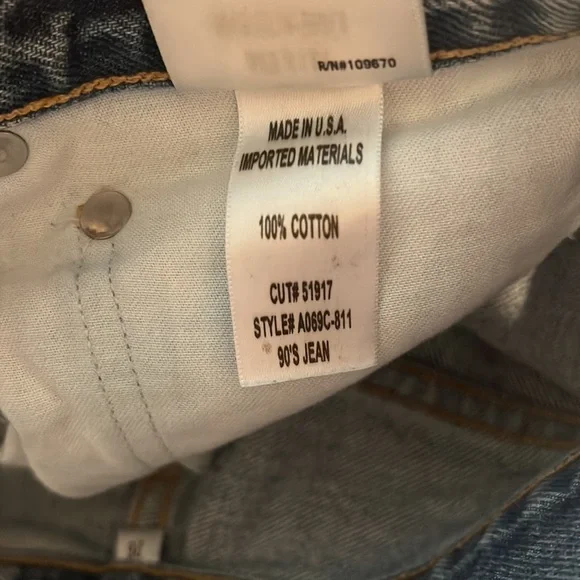 R/N#109670
MADE IN U.S.A.
IMPORTED MATERIALS
100% COTTON
CUT# 51917
STYLE# A069C-811
90'S JEAN